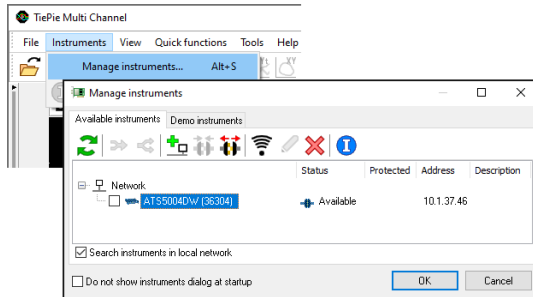 TiePie Multi Channel
File Instruments View Quick functions Tools Help
Manage instruments... Alt+S
Manage instruments
Available instruments Demo instruments
Status Protected Address Description
Network
ATS5004DW (36304) Available 10.1.37.46
Search instruments in local network
Do not show instruments dialog at startup OK Cancel